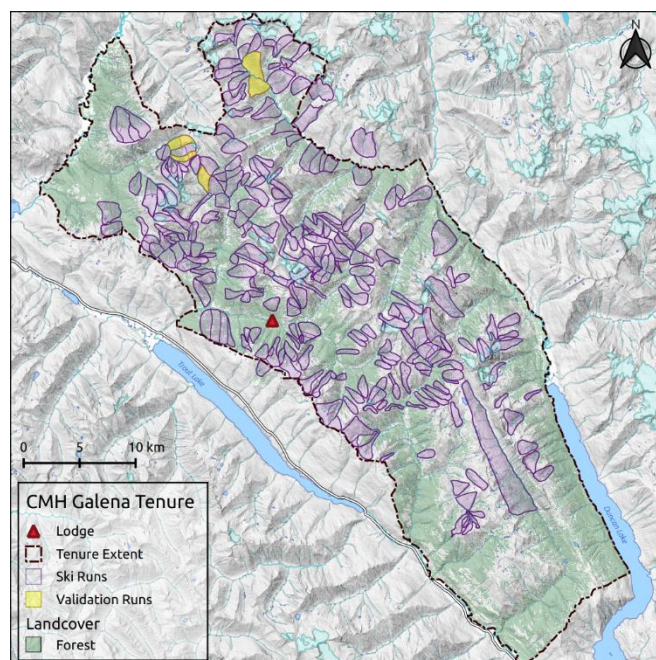 N
Trout Lake
0 5 10 km
Duncan Lake
CMH Galena Tenure
Lodge
Tenure Extent
Ski Runs
Validation Runs
Landcover
Forest